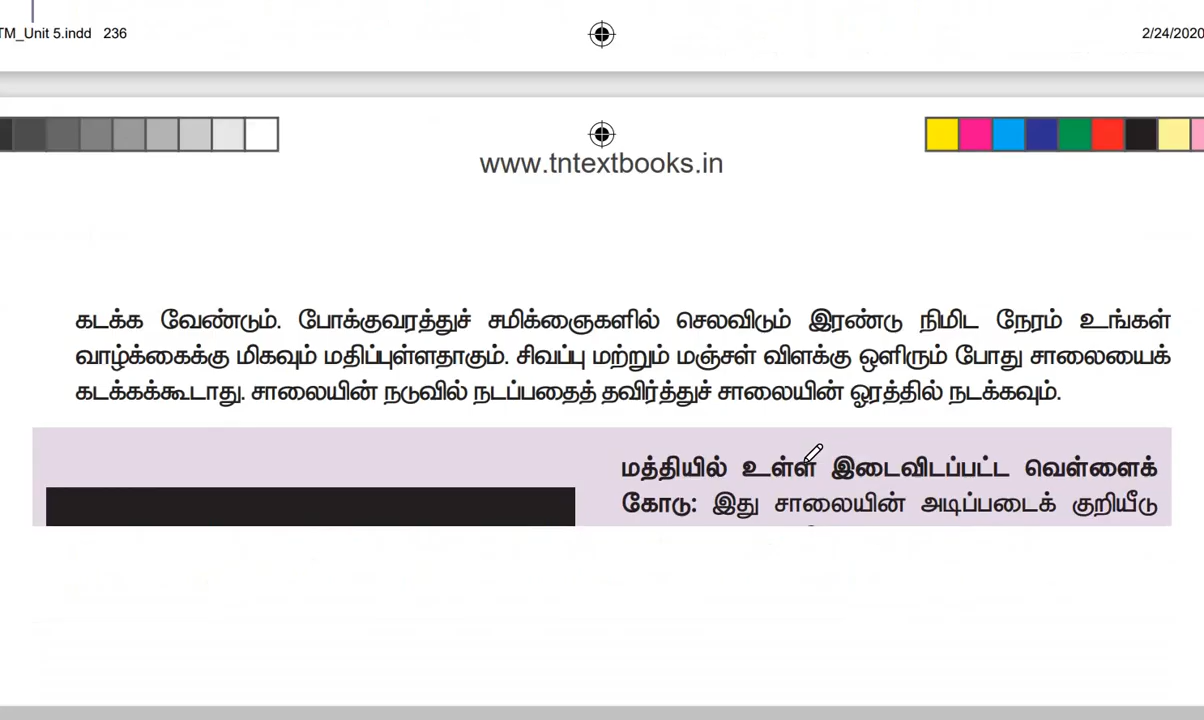 TM_Unit 5.indd 236
2/24/2020
www.tntextbooks.in
கடக்க வேண்டும். போக்குவரத்துச் சமிக்ஞைகளில் செலவிடும் இரண்டு நிமிட நேரம் உங்கள்
வாழ்க்கைக்கு மிகவும் மதிப்புள்ளதாகும். சிவப்பு மற்றும் மஞ்சள் விளக்கு ஒளிரும் போது சாலையைக்
கடக்கக்கூடாது. சாலையின் நடுவில் நடப்பதைத் தவிர்த்துச் சாலையின் ஓரத்தில் நடக்கவும்.
மத்தியில் உள்ள இடைவிடப்பட்ட வெள்ளைக்
கோடு: இது சாலையின் அடிப்படைக் குறியீடு